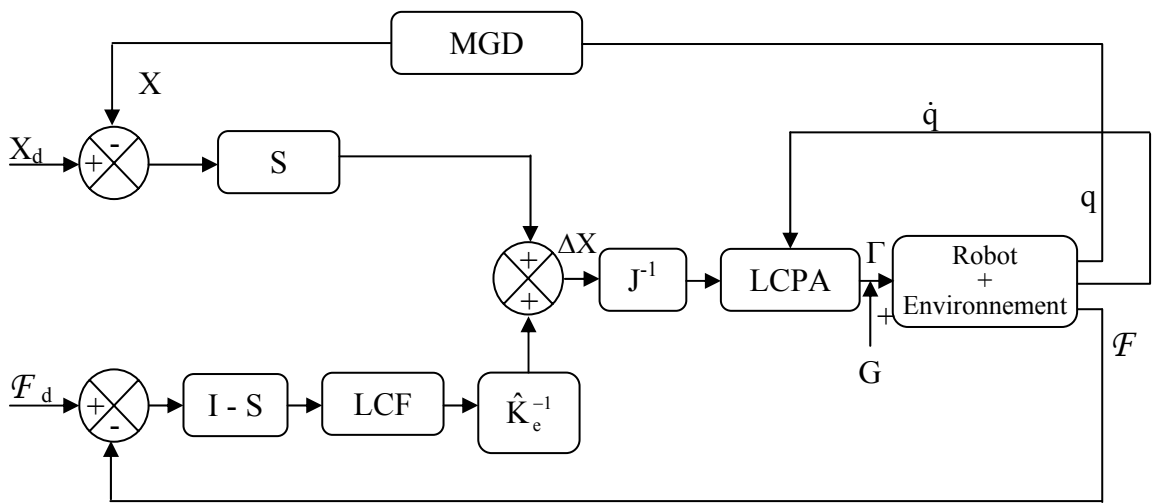 MGD
X
-
q̇
X_d
+
S
q
ΔX
+
+
J^-1
LCPA
Γ
Robot
+
Environnement
+
G
ℱ
ℱ_d
+
-
I - S
LCF
K̂_e^-1